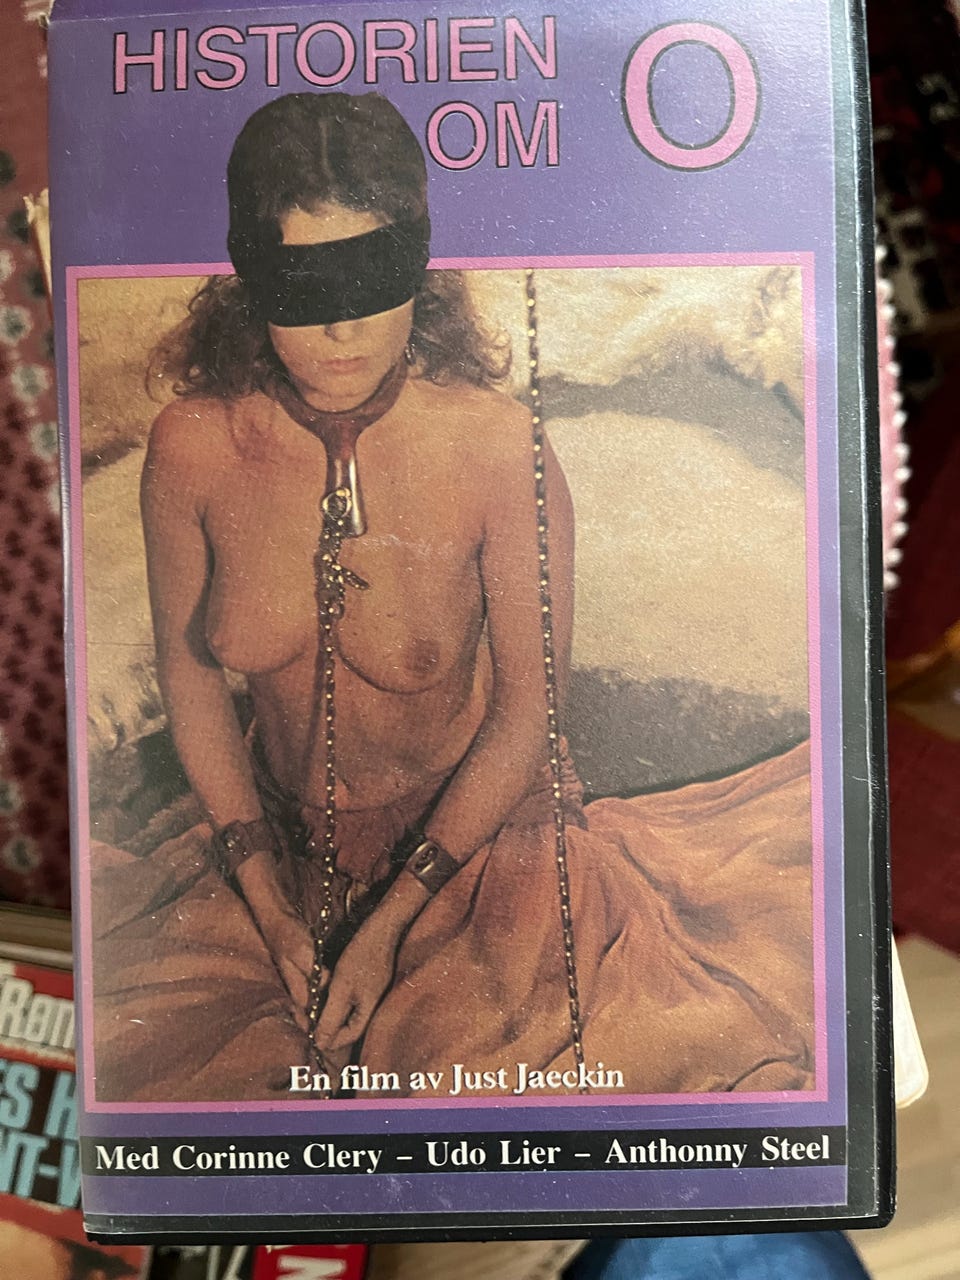 HISTORIEN
OM O
En film av Just Jaeckin
Med Corinne Clery – Udo Lier – Anthonny Steel